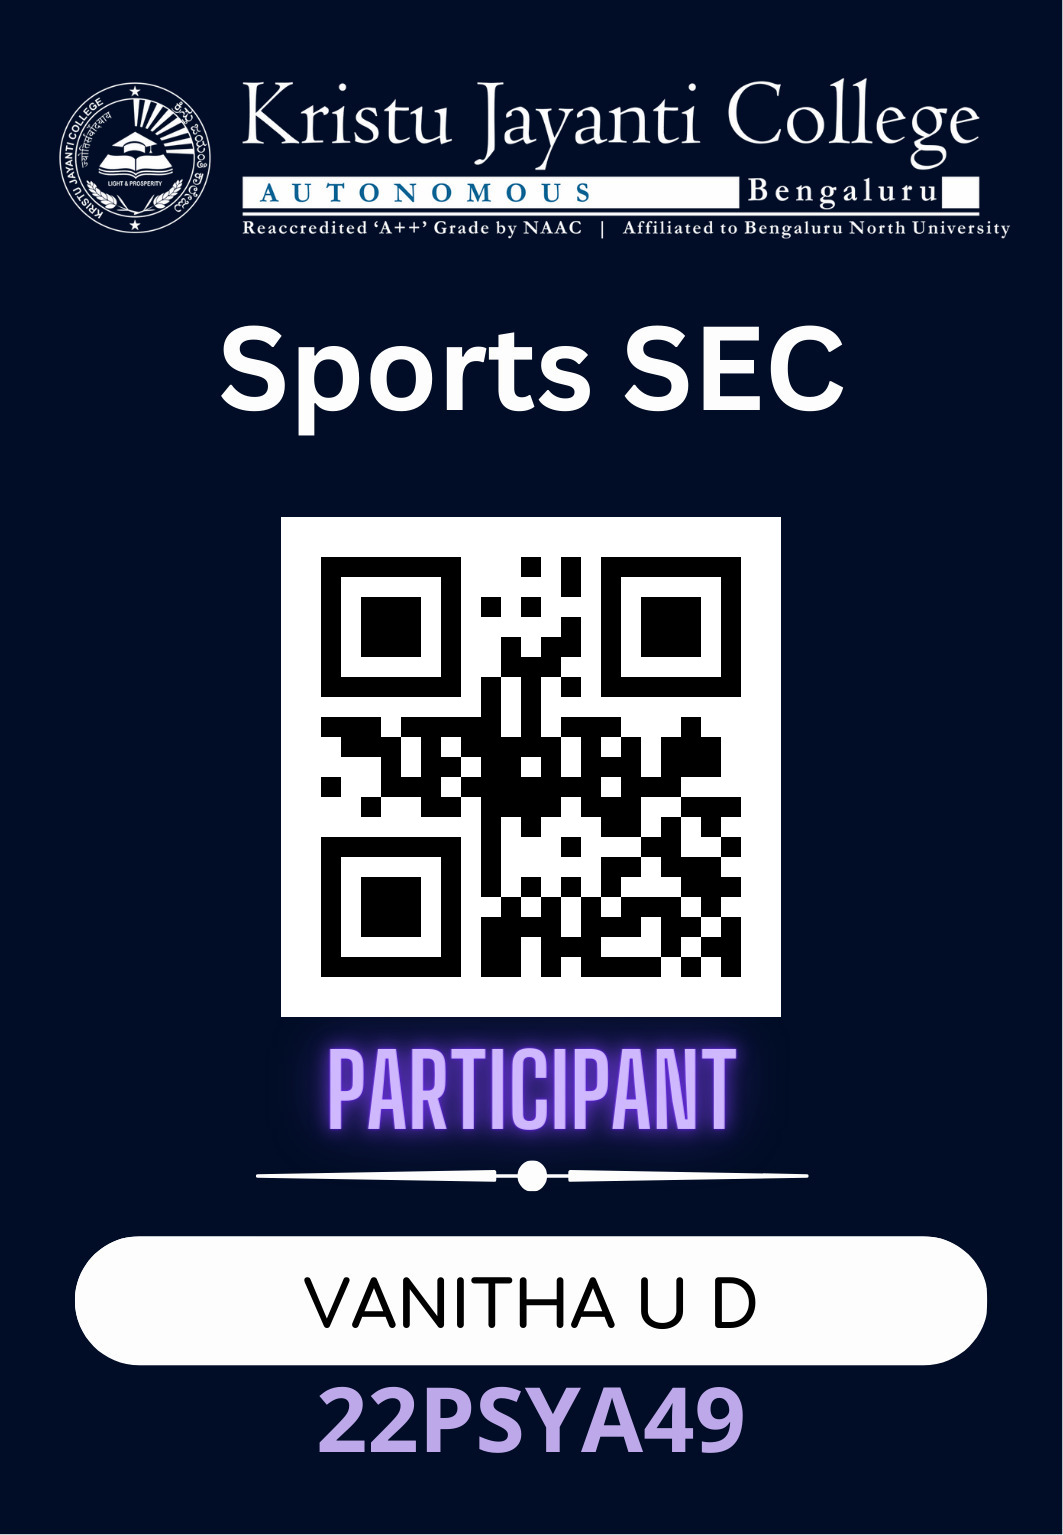 KRISTU JAYANTI COLLEGE
ಕ್ರಿಸ್ತು ಜಯಂತಿ ಕಾಲೇಜು
LIGHT & PROSPERITY
Kristu Jayanti College
AUTONOMOUS Bengaluru
Reaccredited ‘A++’ Grade by NAAC | Affiliated to Bengaluru North University
Sports SEC
PARTICIPANT
VANITHA U D
22PSYA49